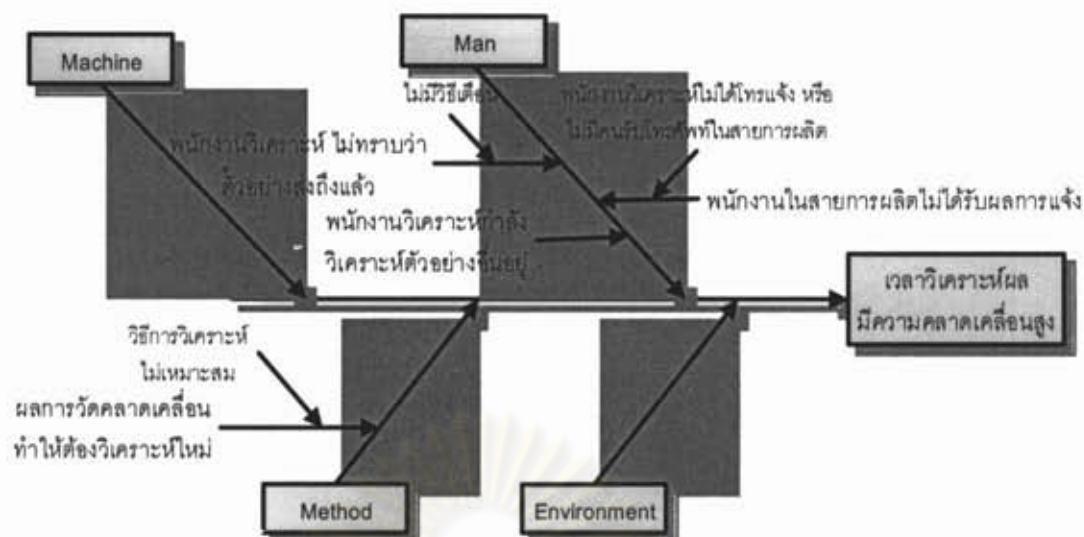 Machine
Man
ไม่มีวิธีเตือน
พนักงานวิเคราะห์ไม่ได้โทรแจ้ง หรือ
ไม่มีคนรับโทรศัพท์ในสายการผลิต
พนักงานวิเคราะห์ ไม่ทราบว่า
ตัวอย่างส่งถึงแล้ว
พนักงานในสายการผลิตไม่ได้รับผลการแจ้ง
พนักงานวิเคราะห์กำลัง
วิเคราะห์ตัวอย่างอื่นอยู่
เวลาวิเคราะห์ผล
มีความคลาดเคลื่อนสูง
วิธีการวิเคราะห์
ไม่เหมาะสม
ผลการวัดคลาดเคลื่อน
ทำให้ต้องวิเคราะห์ใหม่
Method
Environment